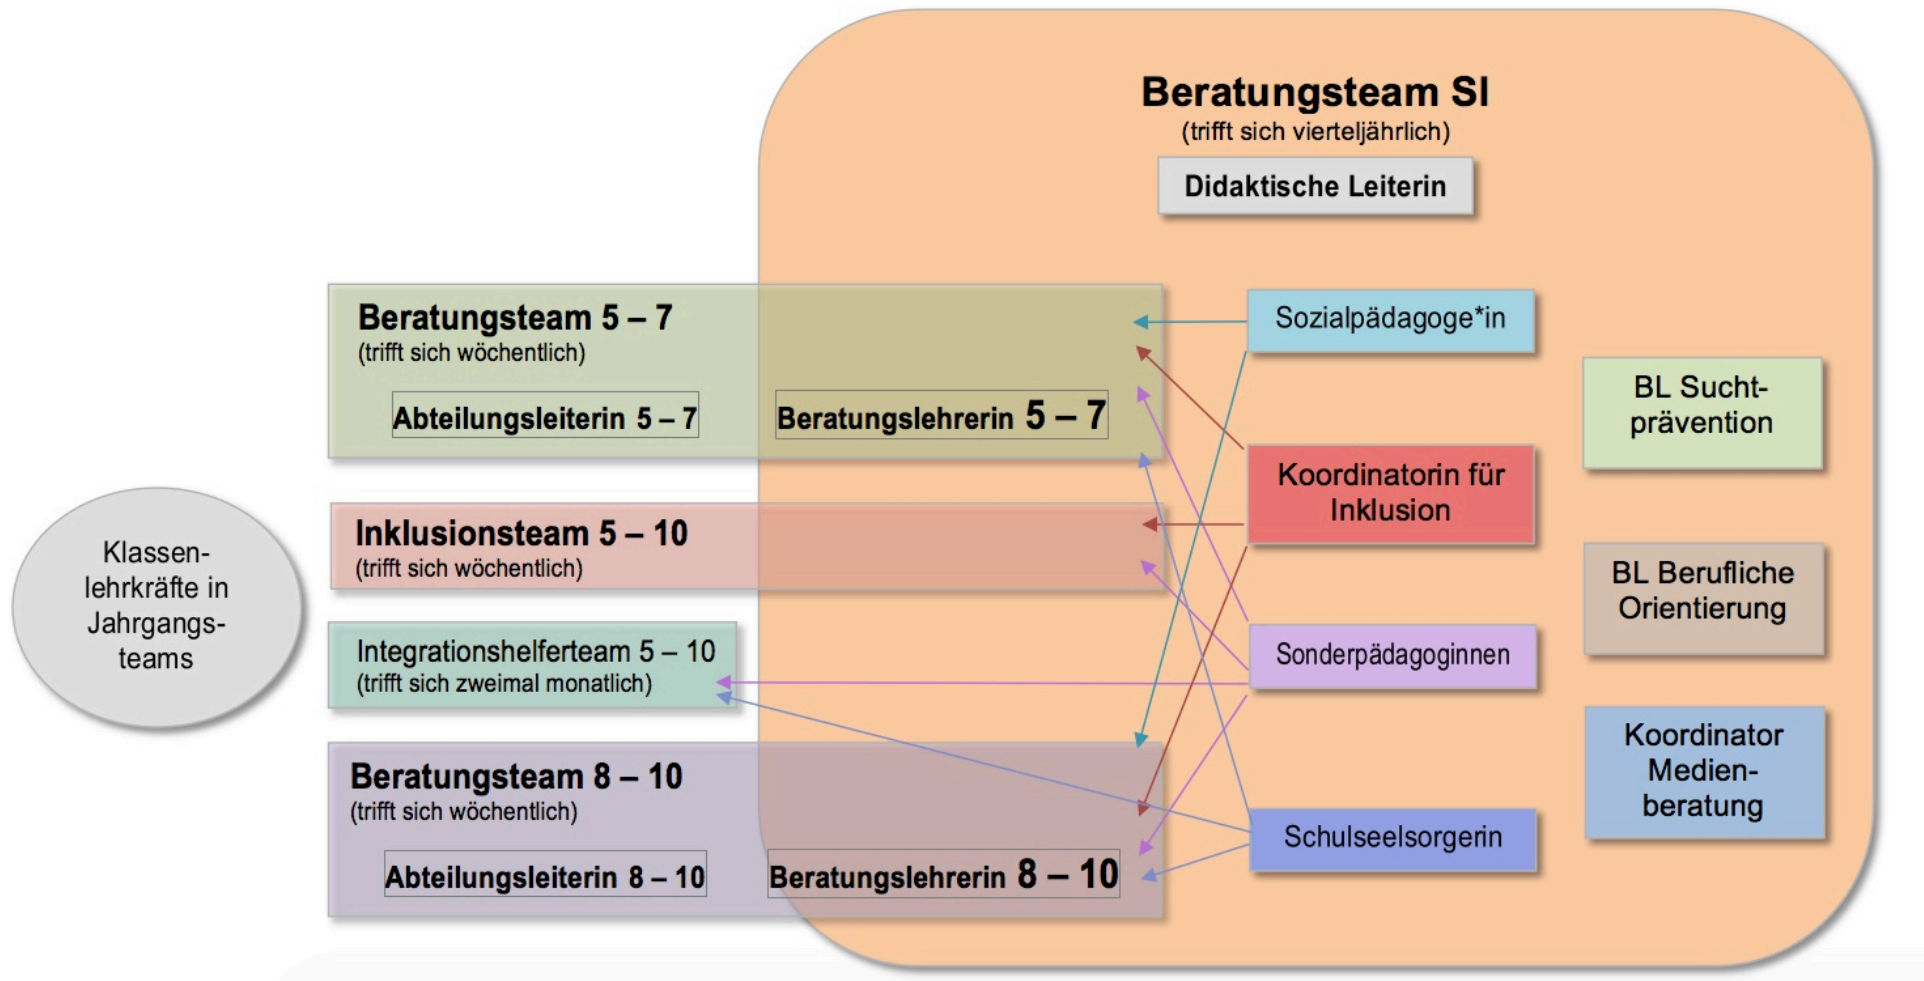 Beratungsteam SI
(trifft sich vierteljährlich)
Didaktische Leiterin
Beratungsteam 5 – 7
(trifft sich wöchentlich)
Abteilungsleiterin 5 – 7
Beratungslehrerin 5 – 7
Inklusionsteam 5 – 10
(trifft sich wöchentlich)
Klassen-
lehrkräfte in
Jahrgangs-
teams
Integrationshelferteam 5 – 10
(trifft sich zweimal monatlich)
Beratungsteam 8 – 10
(trifft sich wöchentlich)
Abteilungsleiterin 8 – 10
Beratungslehrerin 8 – 10
Sozialpädagoge*in
Koordinatorin für
Inklusion
Sonderpädagoginnen
Schulseelsorgerin
BL Sucht-
prävention
BL Berufliche
Orientierung
Koordinator
Medien-
beratung